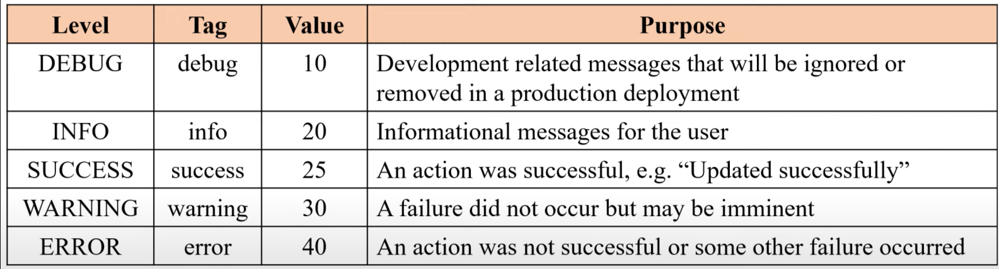 Level Tag Value Purpose
DEBUG debug 10 Development related messages that will be ignored or
removed in a production deployment
INFO info 20 Informational messages for the user
SUCCESS success 25 An action was successful, e.g. “Updated successfully”
WARNING warning 30 A failure did not occur but may be imminent
ERROR error 40 An action was not successful or some other failure occurred